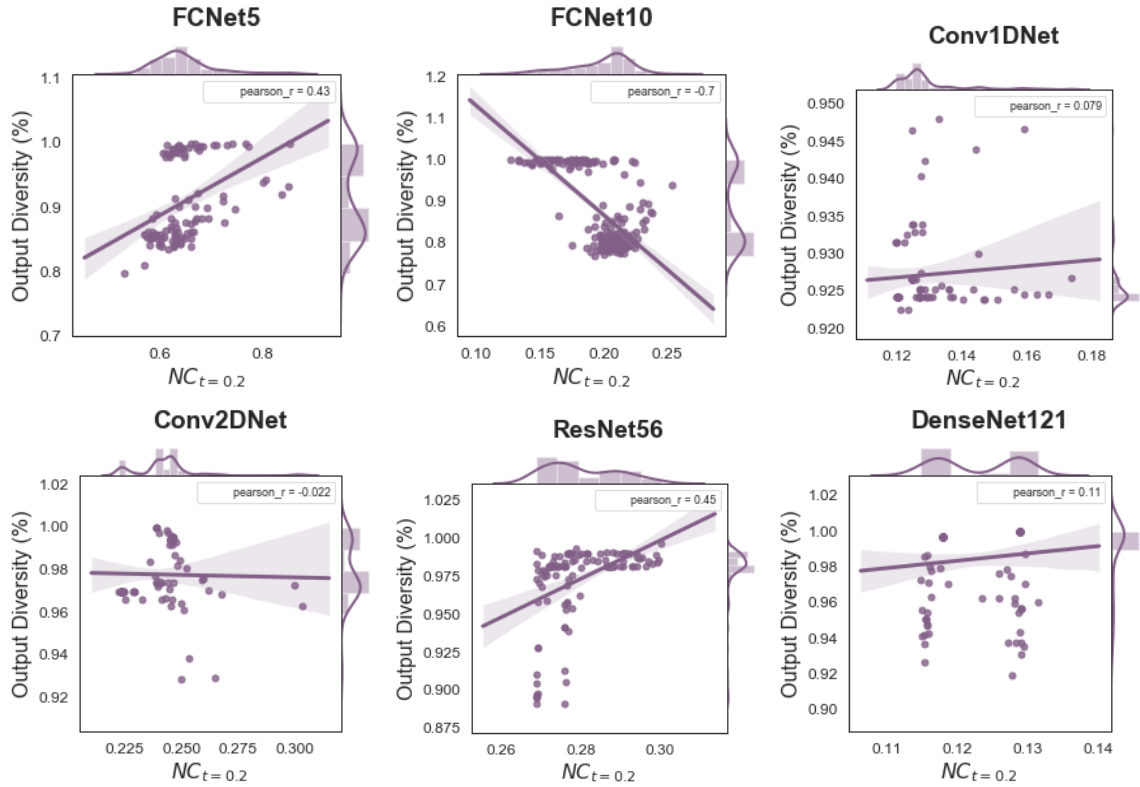 FCNet5
pearson_r = 0.43
Output Diversity (%)
1.1
1.0
0.9
0.8
0.7
0.6 0.8
NC t = 0.2
FCNet10
pearson_r = -0.7
Output Diversity (%)
1.2
1.1
1.0
0.9
0.8
0.7
0.6
0.10 0.15 0.20 0.25
NC t = 0.2
Conv1DNet
pearson_r = 0.079
Output Diversity (%)
0.950
0.945
0.940
0.935
0.930
0.925
0.920
0.12 0.14 0.16 0.18
NC t = 0.2
Conv2DNet
pearson_r = -0.022
Output Diversity (%)
1.02
1.00
0.98
0.96
0.94
0.92
0.225 0.250 0.275 0.300
NC t = 0.2
ResNet56
pearson_r = 0.45
Output Diversity (%)
1.025
1.000
0.975
0.950
0.925
0.900
0.875
0.26 0.28 0.30
NC t = 0.2
DenseNet121
pearson_r = 0.11
Output Diversity (%)
1.02
1.00
0.98
0.96
0.94
0.92
0.90
0.11 0.12 0.13 0.14
NC t = 0.2